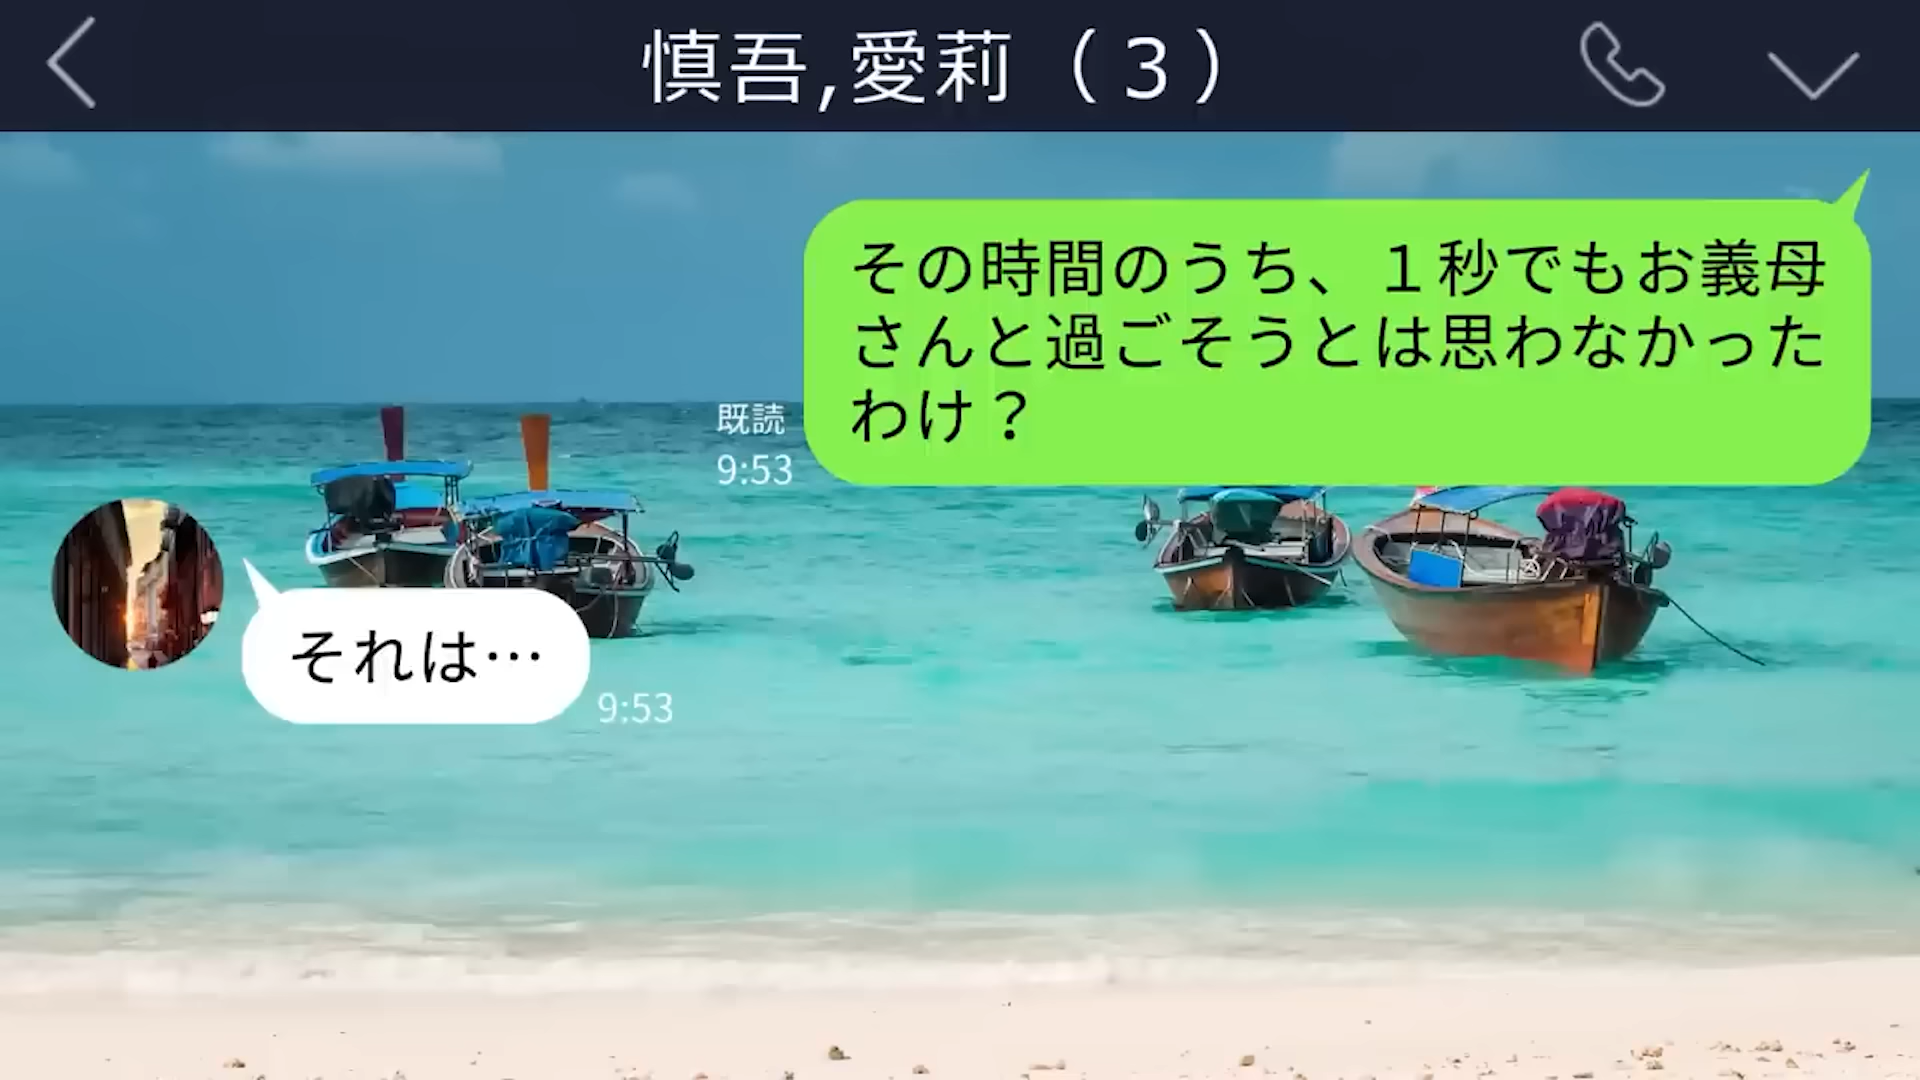 慎吾,愛莉（３）
その時間のうち、１秒でもお義母
さんと過ごそうとは思わなかった
わけ？
既読
9:53
それは…
9:53